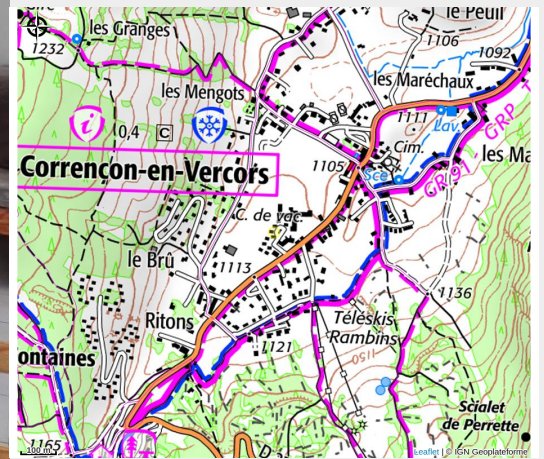 les Granges
1232
le Peuil
1106
1092
les Mengots
les Maréchaux
1111
Lav.
GRP
0,4 C
Cim.
les Ma
1105
Sce
GR 91
Corrençon-en-Vercors
C. de vac.
le Brû
1113
1136
Ritons
Téléskis
Rambins
1121
1150
ontaines
Scialet
de Perrette
1165
100 m
Leaflet | © IGN Geoplateforme